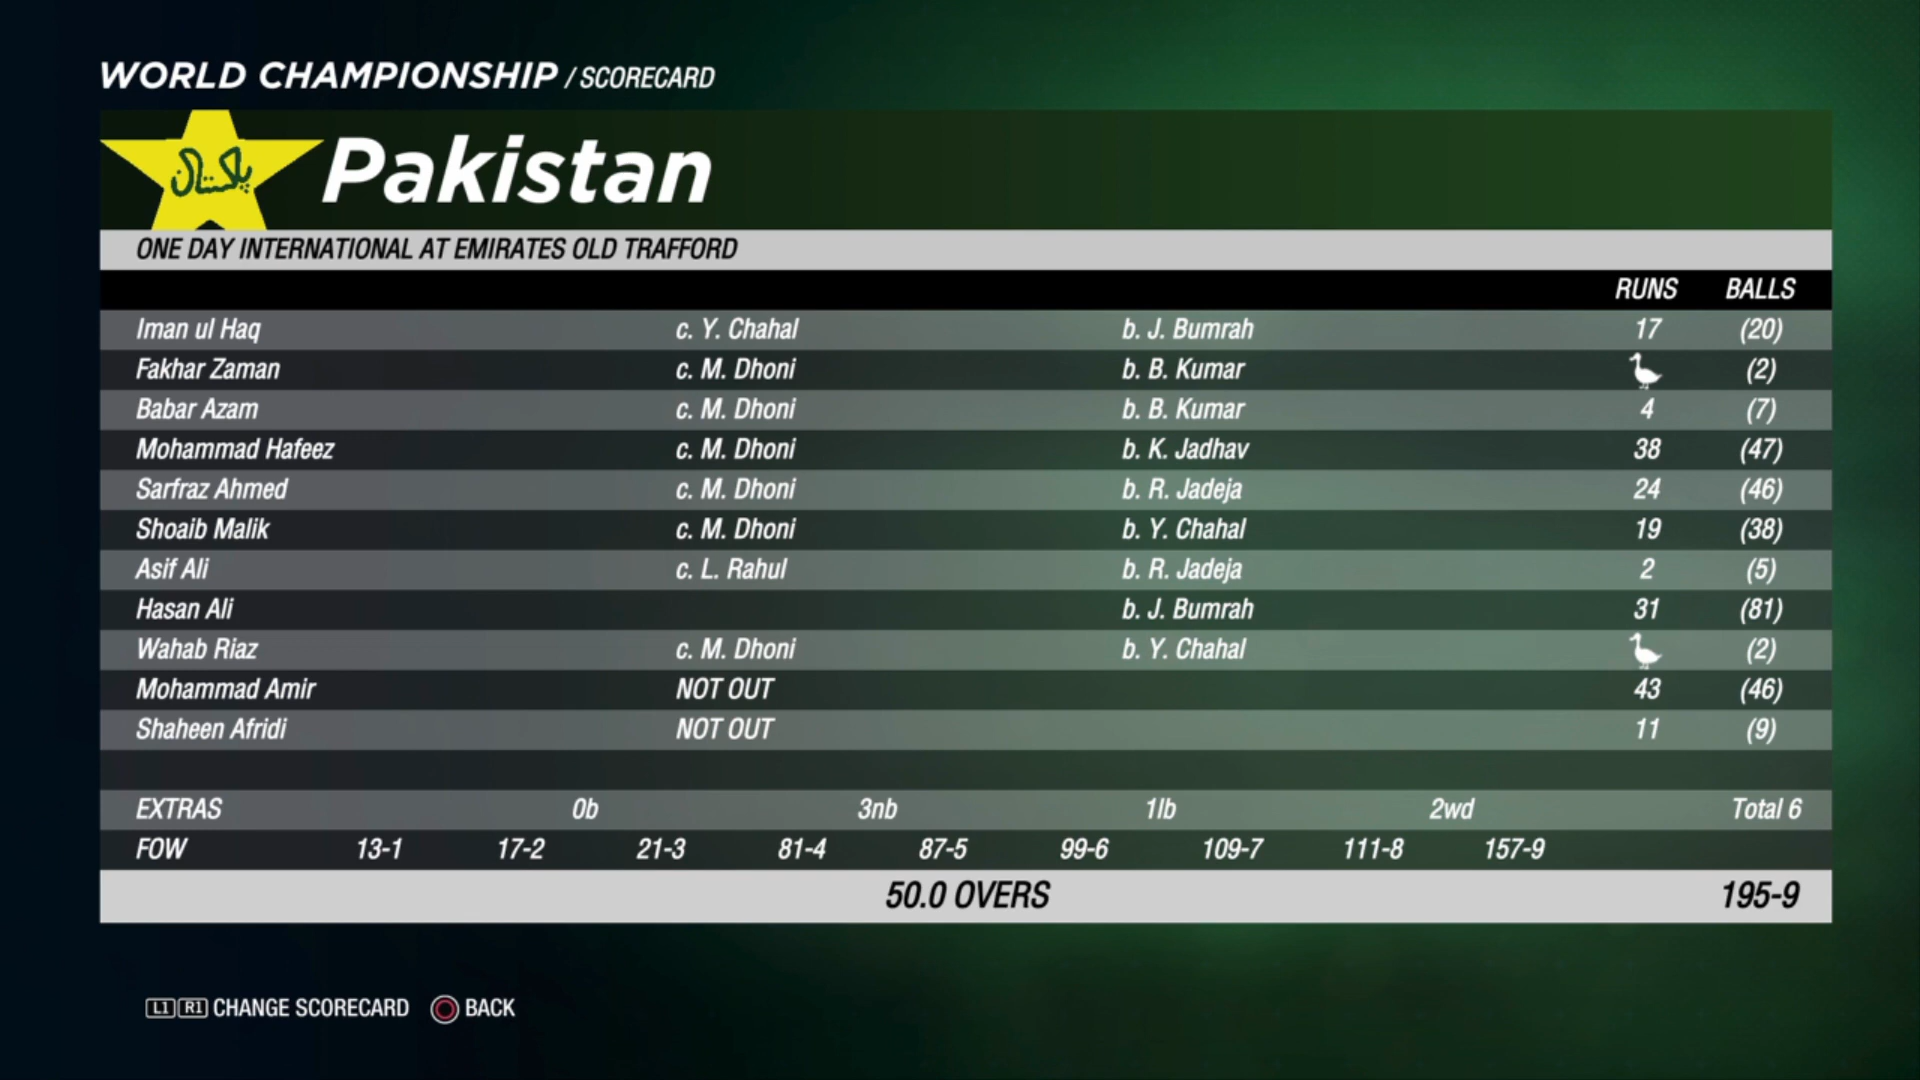 WORLD CHAMPIONSHIP / SCORECARD
پاکستان
Pakistan
ONE DAY INTERNATIONAL AT EMIRATES OLD TRAFFORD
RUNS BALLS
Iman ul Haq c. Y. Chahal b. J. Bumrah 17 (20)
Fakhar Zaman c. M. Dhoni b. B. Kumar (2)
Babar Azam c. M. Dhoni b. B. Kumar 4 (7)
Mohammad Hafeez c. M. Dhoni b. K. Jadhav 38 (47)
Sarfraz Ahmed c. M. Dhoni b. R. Jadeja 24 (46)
Shoaib Malik c. M. Dhoni b. Y. Chahal 19 (38)
Asif Ali c. L. Rahul b. R. Jadeja 2 (5)
Hasan Ali b. J. Bumrah 31 (81)
Wahab Riaz c. M. Dhoni b. Y. Chahal (2)
Mohammad Amir NOT OUT 43 (46)
Shaheen Afridi NOT OUT 11 (9)
EXTRAS 0b 3nb 1lb 2wd Total 6
FOW 13-1 17-2 21-3 81-4 87-5 99-6 109-7 111-8 157-9
50.0 OVERS 195-9
L1 R1 CHANGE SCORECARD BACK